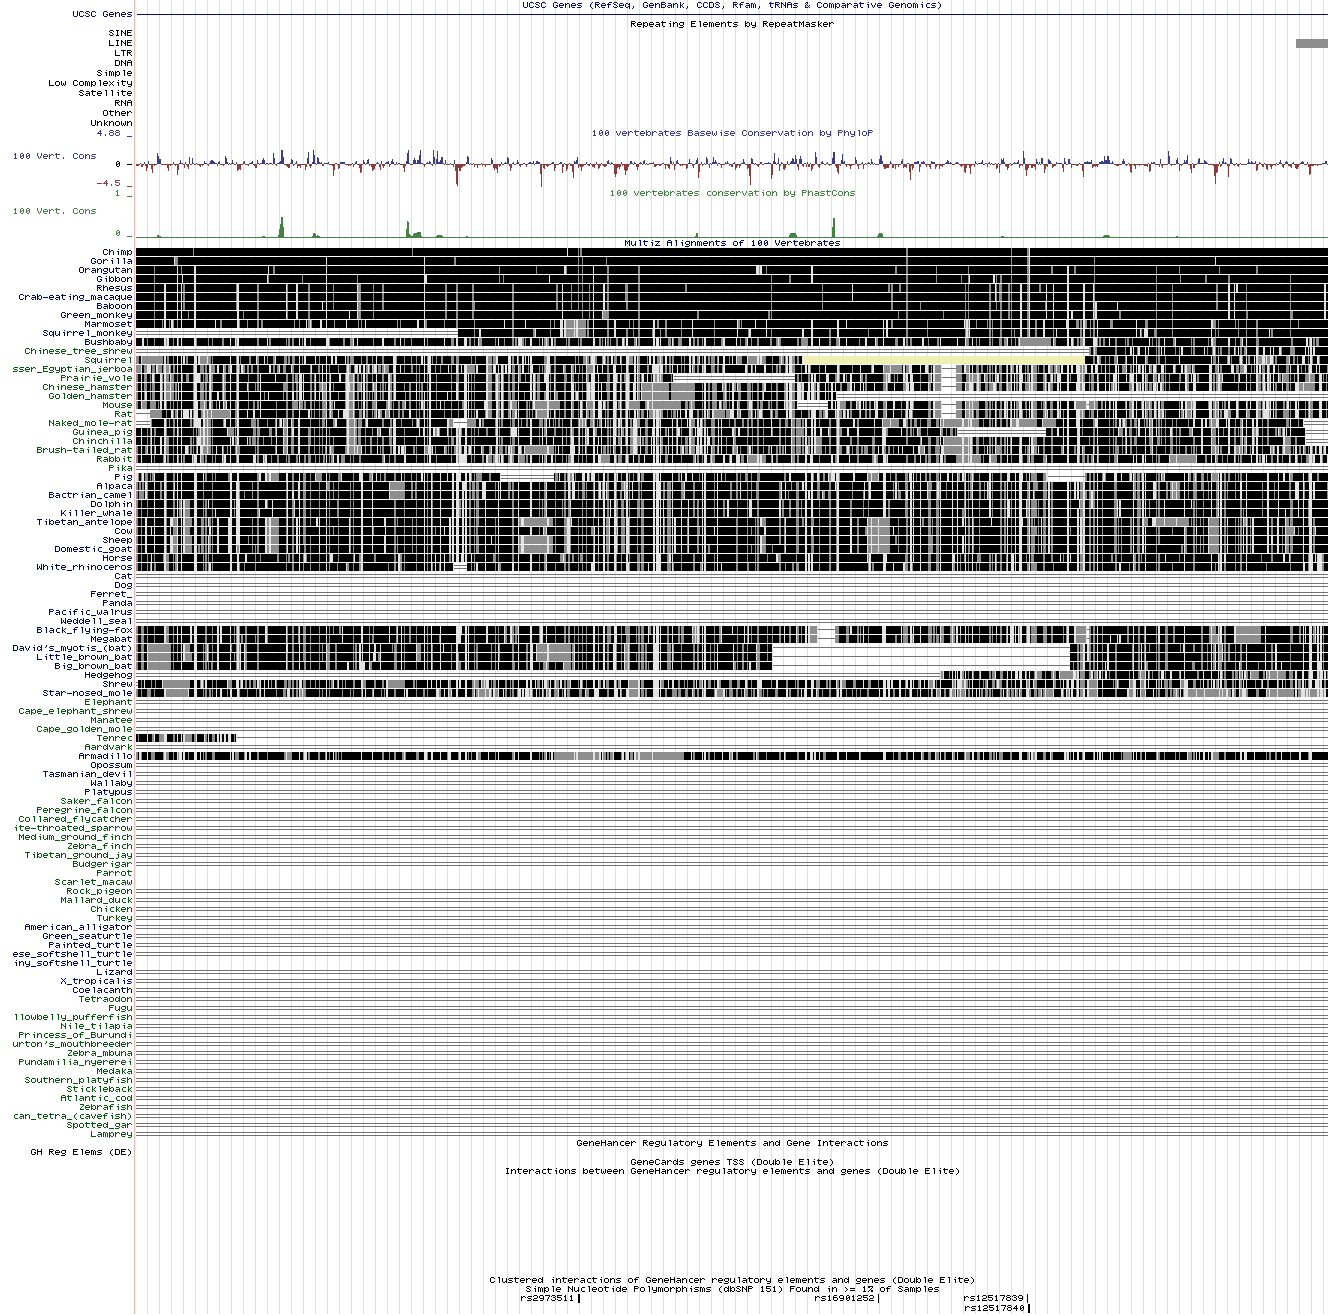 UCSC Genes (RefSeq, GenBank, CCDS, Rfam, tRNAs & Comparative Genomics)
UCSC Genes
Repeating Elements by RepeatMasker
SINE
LINE
LTR
DNA
Simple
Low Complexity
Satellite
RNA
Other
Unknown
4.88 _
100 vertebrates Basewise Conservation by PhyloP
100 Vert. Cons
0 _
-4.5 _
1 _
100 vertebrates conservation by PhastCons
100 Vert. Cons
0 _
Multiz Alignments of 100 Vertebrates
Chimp
Gorilla
Orangutan
Gibbon
Rhesus
Crab-eating_macaque
Baboon
Green_monkey
Marmoset
Squirrel_monkey
Bushbaby
Chinese_tree_shrew
Squirrel
sser_Egyptian_jerboa
Prairie_vole
Chinese_hamster
Golden_hamster
Mouse
Rat
Naked_mole-rat
Guinea_pig
Chinchilla
Brush-tailed_rat
Rabbit
Pika
Pig
Alpaca
Bactrian_camel
Dolphin
Killer_whale
Tibetan_antelope
Cow
Sheep
Domestic_goat
Horse
White_rhinoceros
Cat
Dog
Ferret_
Panda
Pacific_walrus
Weddell_seal
Black_flying-fox
Megabat
David's_myotis_(bat)
Little_brown_bat
Big_brown_bat
Hedgehog
Shrew
Star-nosed_mole
Elephant
Cape_elephant_shrew
Manatee
Cape_golden_mole
Tenrec
Aardvark
Armadillo
Opossum
Tasmanian_devil
Wallaby
Platypus
Saker_falcon
Peregrine_falcon
Collared_flycatcher
ite-throated_sparrow
Medium_ground_finch
Zebra_finch
Tibetan_ground_jay
Budgerigar
Parrot
Scarlet_macaw
Rock_pigeon
Mallard_duck
Chicken
Turkey
American_alligator
Green_seaturtle
Painted_turtle
ese_softshell_turtle
iny_softshell_turtle
Lizard
X_tropicalis
Coelacanth
Tetraodon
Fugu
llowbelly_pufferfish
Nile_tilapia
Princess_of_Burundi
urton's_mouthbreeder
Zebra_mbuna
Pundamilia_nyererei
Medaka
Southern_platyfish
Stickleback
Atlantic_cod
Zebrafish
can_tetra_(cavefish)
Spotted_gar
Lamprey
GeneHancer Regulatory Elements and Gene Interactions
GH Reg Elems (DE)
GeneCards genes TSS (Double Elite)
Interactions between GeneHancer regulatory elements and genes (Double Elite)
Clustered interactions of GeneHancer regulatory elements and genes (Double Elite)
Simple Nucleotide Polymorphisms (dbSNP 151) Found in >= 1% of Samples
rs2973511 rs16901252 rs12517839
rs12517840